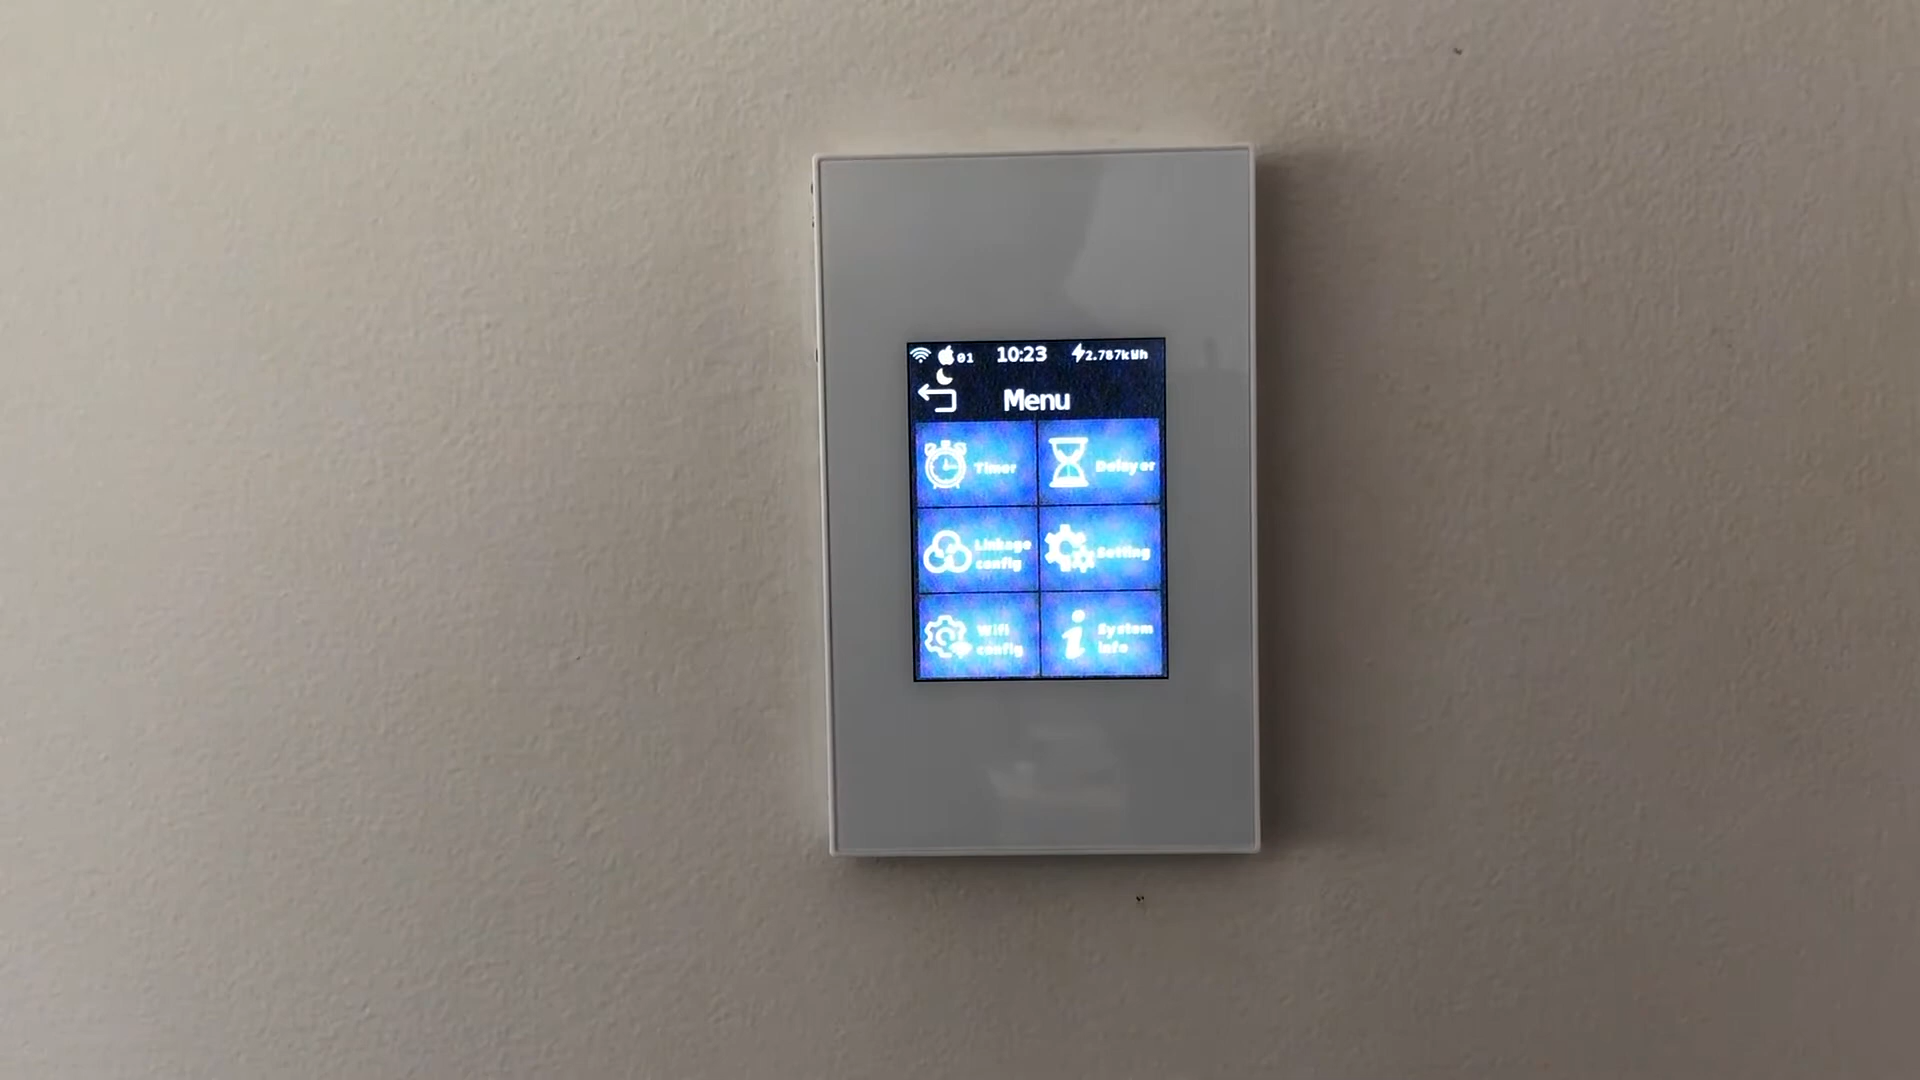 01 10:23 2.787kWh
Menu
Timer
Delayer
Linkage
config
Setting
Wifi
config
System
info